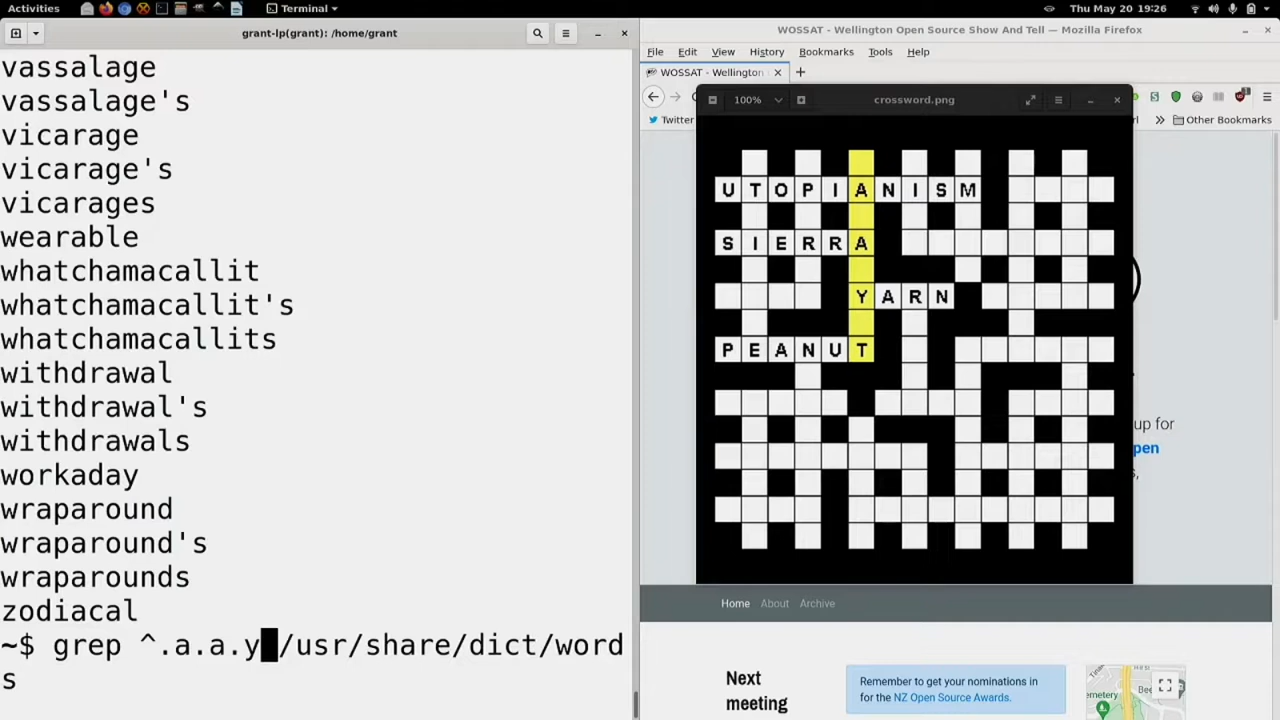 Activities
Terminal
Thu May 20 19:26
grant-lp(grant): /home/grant
vassalage
vassalage's
vicarage
vicarage's
vicarages
wearable
whatchamacallit
whatchamacallit's
whatchamacallits
withdrawal
withdrawal's
withdrawals
workaday
wraparound
wraparound's
wraparounds
zodiacal
~$ grep ^.a.a.y /usr/share/dict/word
s
WOSSAT - Wellington Open Source Show And Tell — Mozilla Firefox
File Edit View History Bookmarks Tools Help
WOSSAT - Wellington
Twitter
Other Bookmarks
100%
crossword.png
UTOPIANISM
SIERRA
YARN
PEANUT
up for
pen
Home About Archive
Next
meeting
Remember to get your nominations in
for the NZ Open Source Awards.